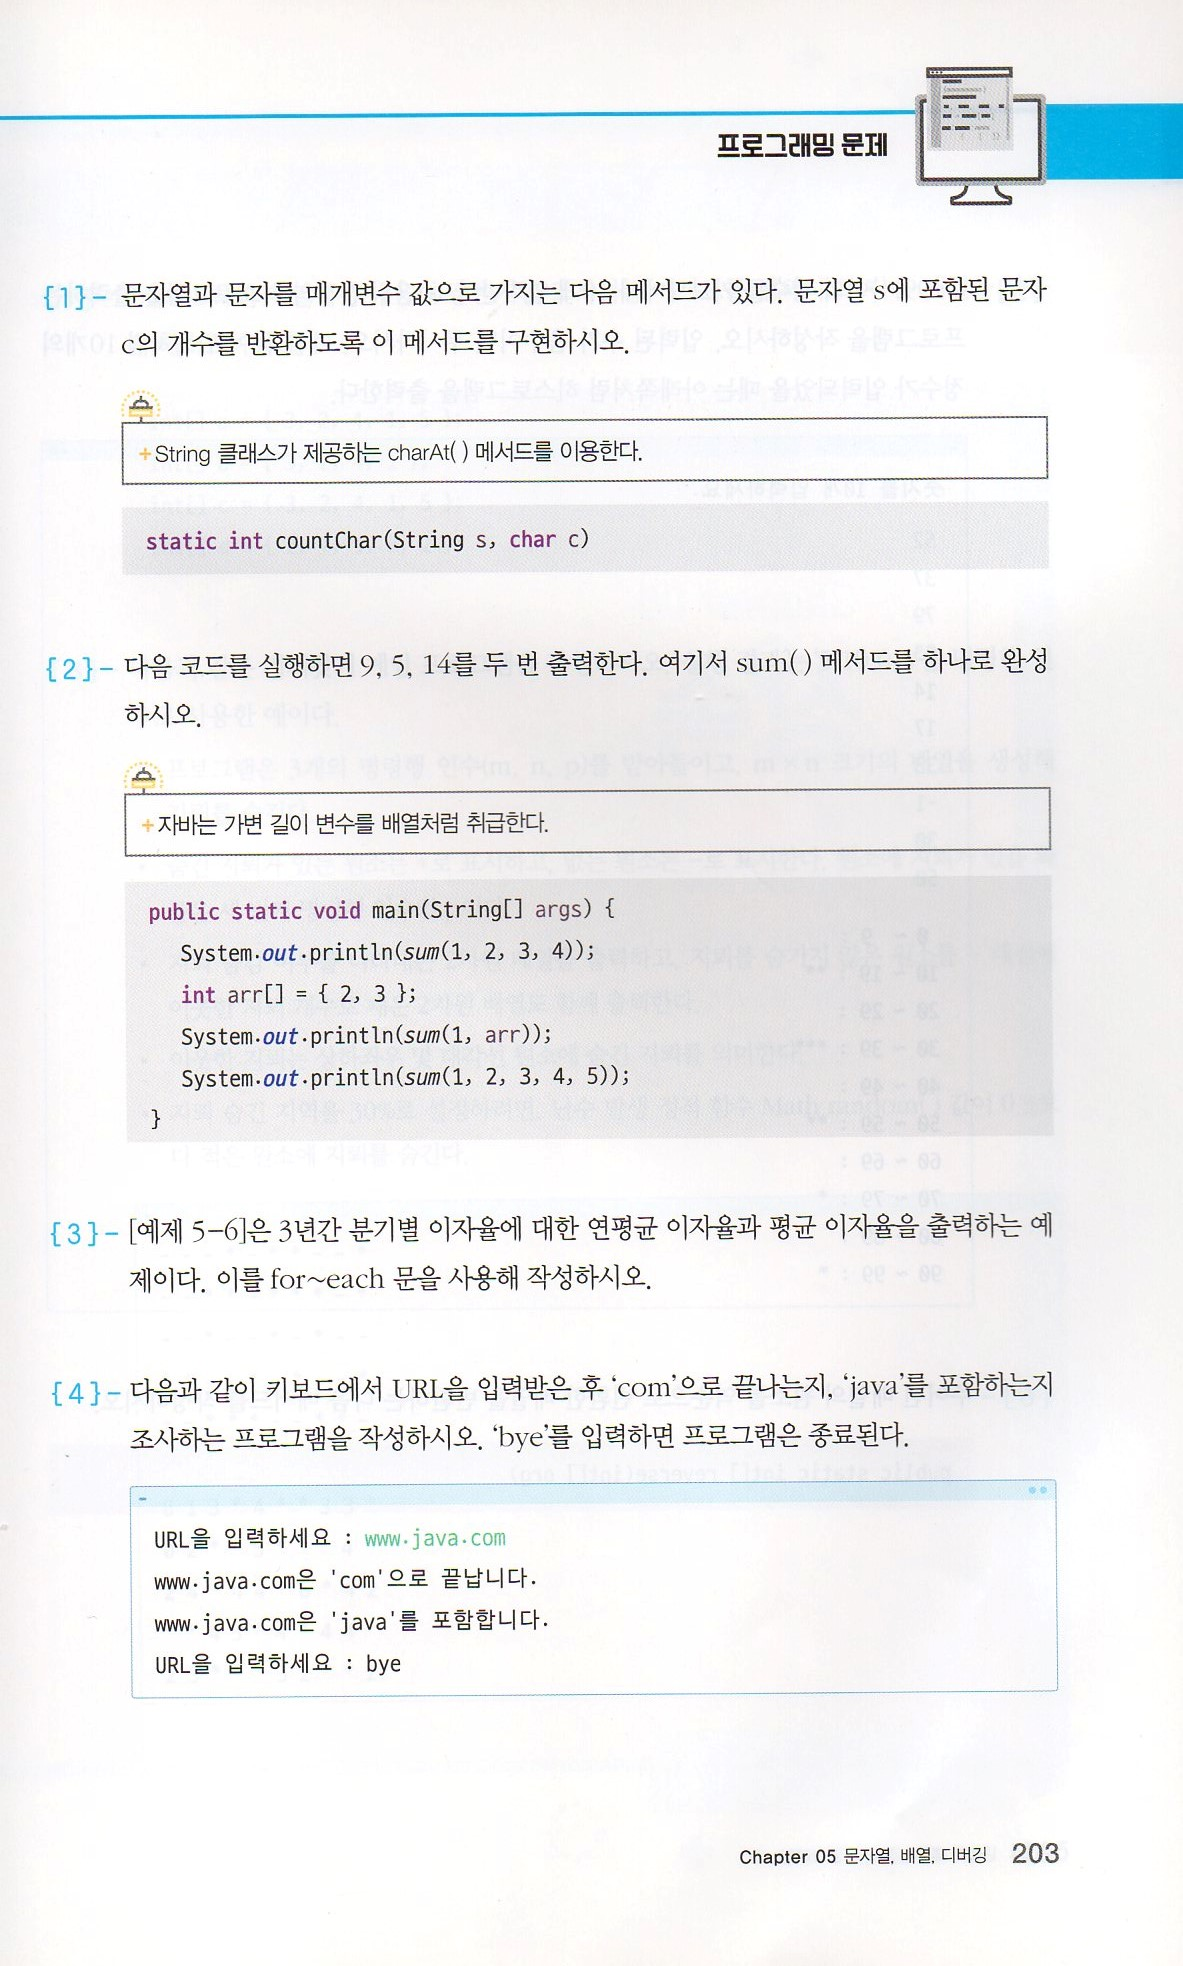 프로그래밍 문제
{1}- 문자열과 문자를 매개변수 값으로 가지는 다음 메서드가 있다. 문자열 s에 포함된 문자
c의 개수를 반환하도록 이 메서드를 구현하시오.
+String 클래스가 제공하는 charAt( ) 메서드를 이용한다.
static int countChar(String s, char c)
{2}- 다음 코드를 실행하면 9, 5, 14를 두 번 출력한다. 여기서 sum( ) 메서드를 하나로 완성
하시오.
+자바는 가변 길이 변수를 배열처럼 취급한다.
public static void main(String[] args) {
System.out.println(sum(1, 2, 3, 4));
int arr[] = { 2, 3 };
System.out.println(sum(1, arr));
System.out.println(sum(1, 2, 3, 4, 5));
}
{3}- [예제 5-6]은 3년간 분기별 이자율에 대한 연평균 이자율과 평균 이자율을 출력하는 예
제이다. 이를 for~each 문을 사용해 작성하시오.
{4}- 다음과 같이 키보드에서 URL을 입력받은 후 ‘com’으로 끝나는지, ‘java’를 포함하는지
조사하는 프로그램을 작성하시오. ‘bye’를 입력하면 프로그램은 종료된다.
URL을 입력하세요 : www.java.com
www.java.com은 'com'으로 끝납니다.
www.java.com은 'java'를 포함합니다.
URL을 입력하세요 : bye
Chapter 05 문자열, 배열, 디버깅 203